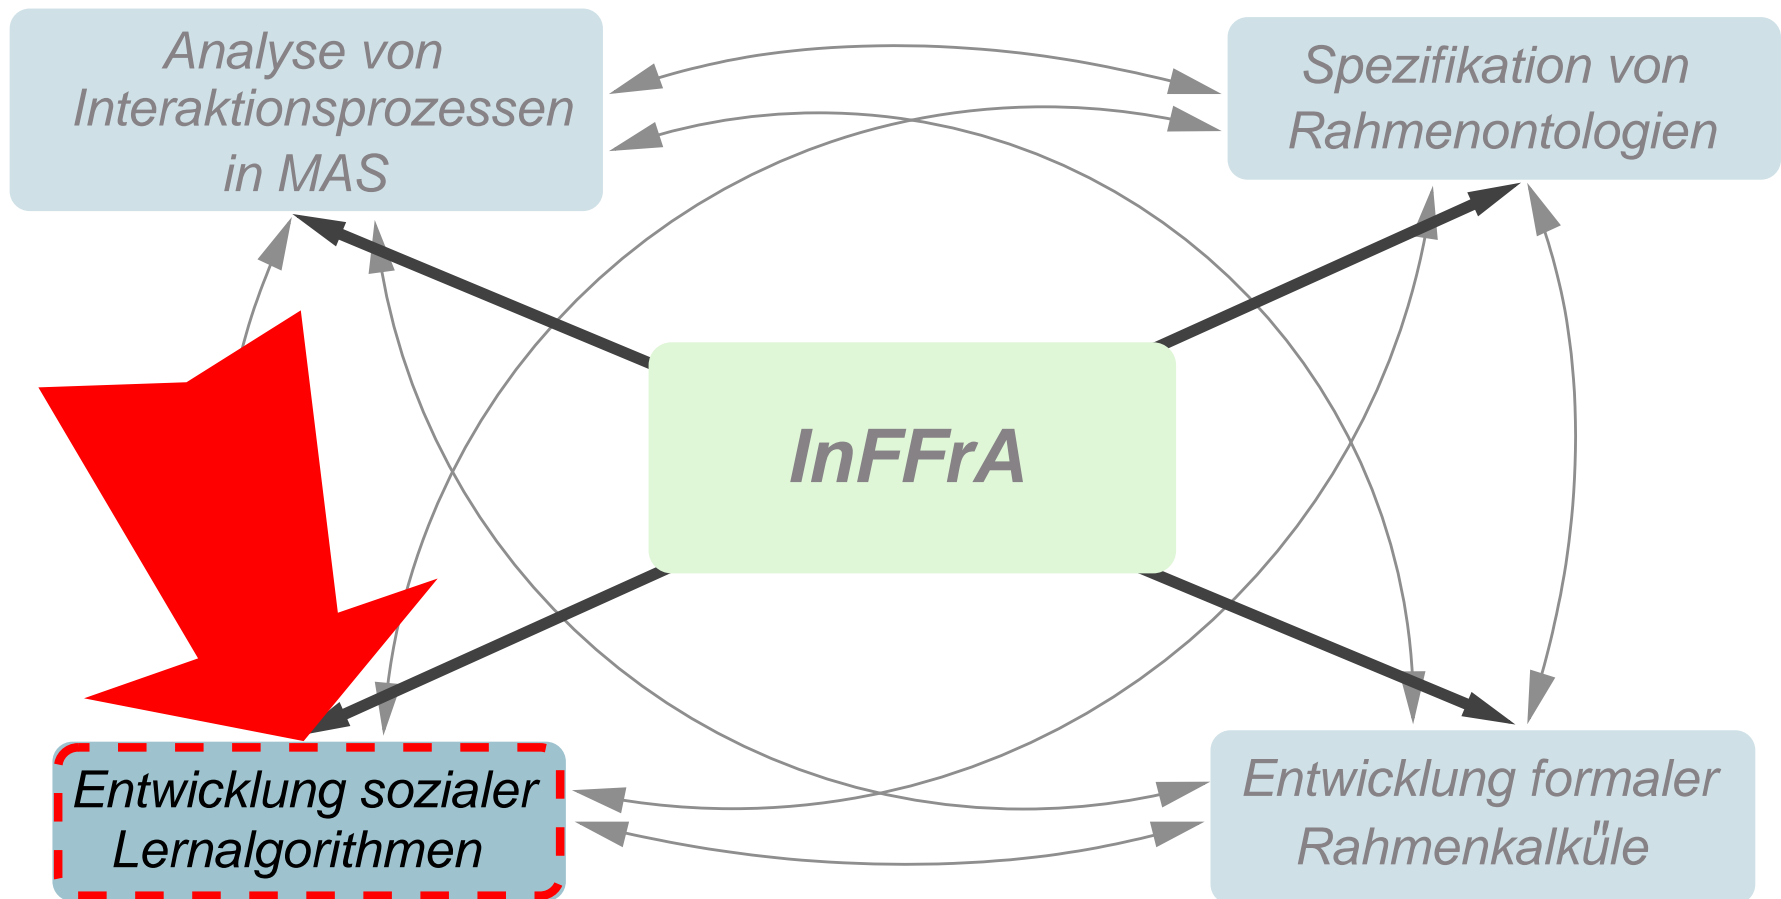 Analyse von
Interaktionsprozessen
in MAS
Spezifikation von
Rahmenontologien
InFFrA
Entwicklung sozialer
Lernalgorithmen
Entwicklung formaler
Rahmenkalküle